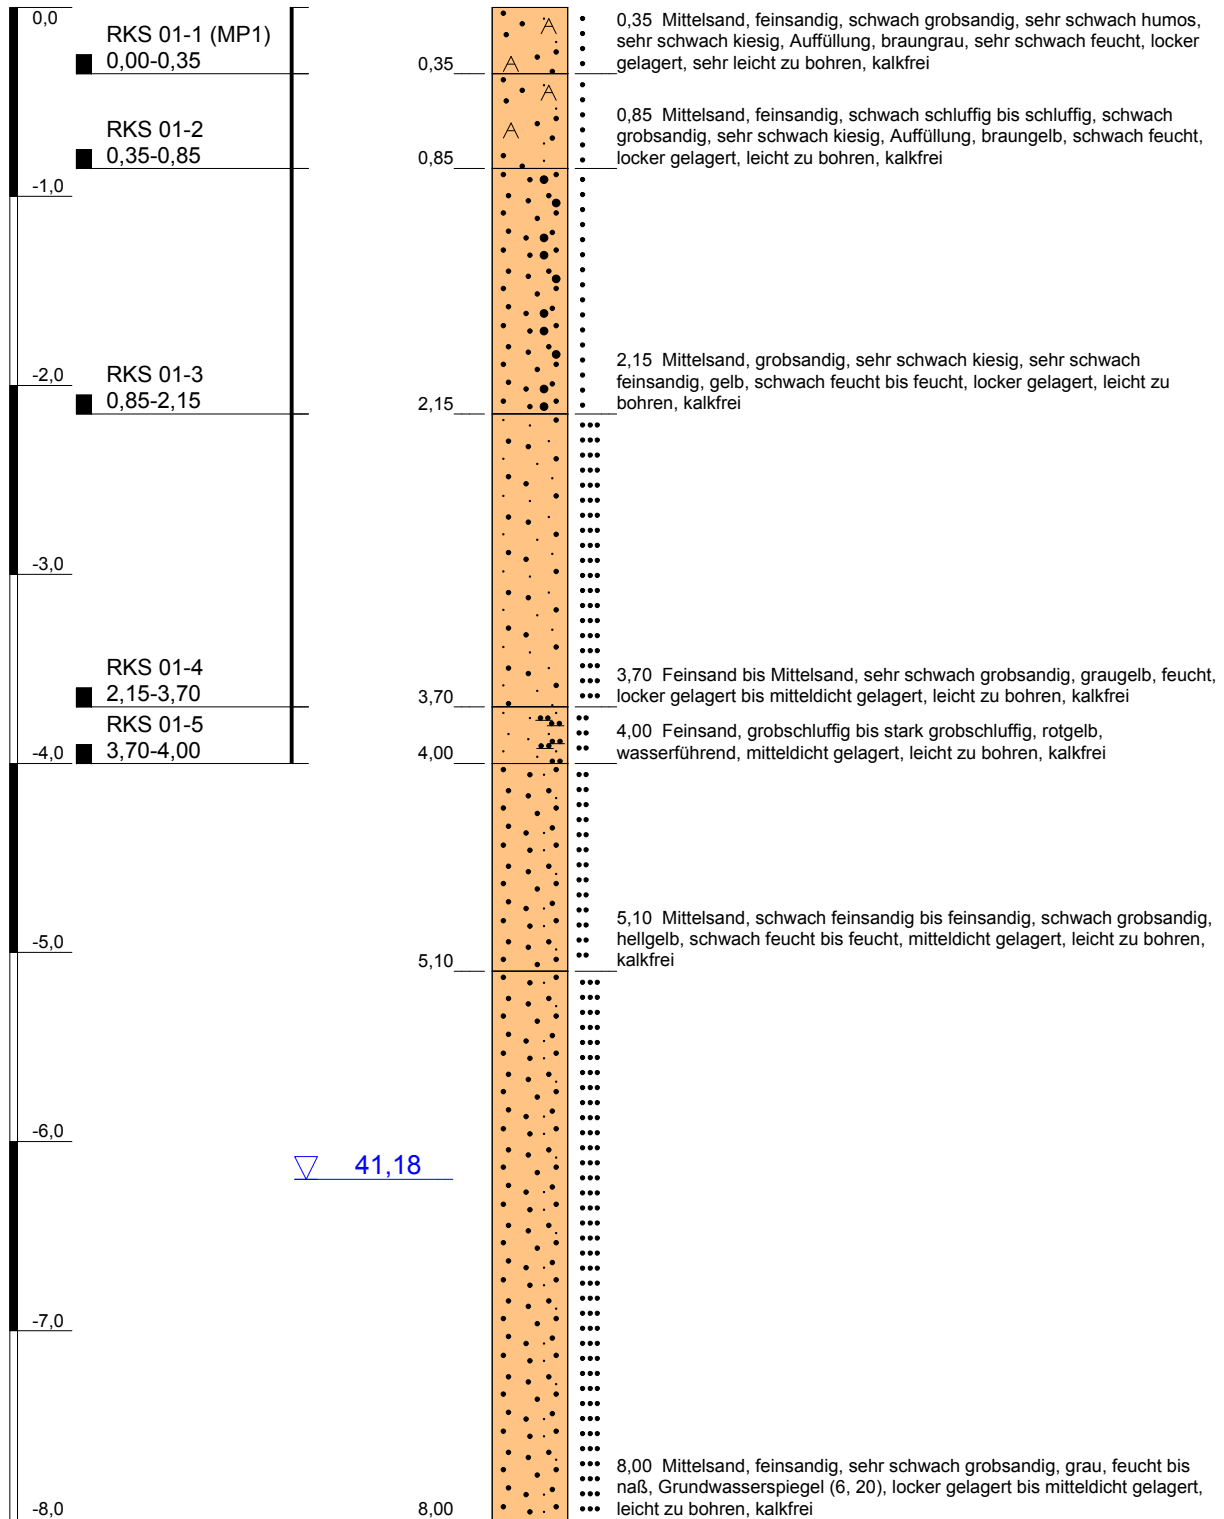 0,0
RKS 01-1 (MP1)
0,00-0,35
0,35
0,35 Mittelsand, feinsandig, schwach grobsandig, sehr schwach humos,
sehr schwach kiesig, Auffüllung, braungrau, sehr schwach feucht, locker
gelagert, sehr leicht zu bohren, kalkfrei
A
A
A
A
RKS 01-2
0,35-0,85
0,85
0,85 Mittelsand, feinsandig, schwach schluffig bis schluffig, schwach
grobsandig, sehr schwach kiesig, Auffüllung, braungelb, schwach feucht,
locker gelagert, leicht zu bohren, kalkfrei
-1,0
-2,0
RKS 01-3
0,85-2,15
2,15
2,15 Mittelsand, grobsandig, sehr schwach kiesig, sehr schwach
feinsandig, gelb, schwach feucht bis feucht, locker gelagert, leicht zu
bohren, kalkfrei
-3,0
RKS 01-4
2,15-3,70
3,70
3,70 Feinsand bis Mittelsand, sehr schwach grobsandig, graugelb, feucht,
locker gelagert bis mitteldicht gelagert, leicht zu bohren, kalkfrei
RKS 01-5
3,70-4,00
-4,0
4,00
4,00 Feinsand, grobschluffig bis stark grobschluffig, rotgelb,
wasserführend, mitteldicht gelagert, leicht zu bohren, kalkfrei
-5,0
5,10
5,10 Mittelsand, schwach feinsandig bis feinsandig, schwach grobsandig,
hellgelb, schwach feucht bis feucht, mitteldicht gelagert, leicht zu bohren,
kalkfrei
-6,0
41,18
-7,0
-8,0
8,00
8,00 Mittelsand, feinsandig, sehr schwach grobsandig, grau, feucht bis
naß, Grundwasserspiegel (6, 20), locker gelagert bis mitteldicht gelagert,
leicht zu bohren, kalkfrei